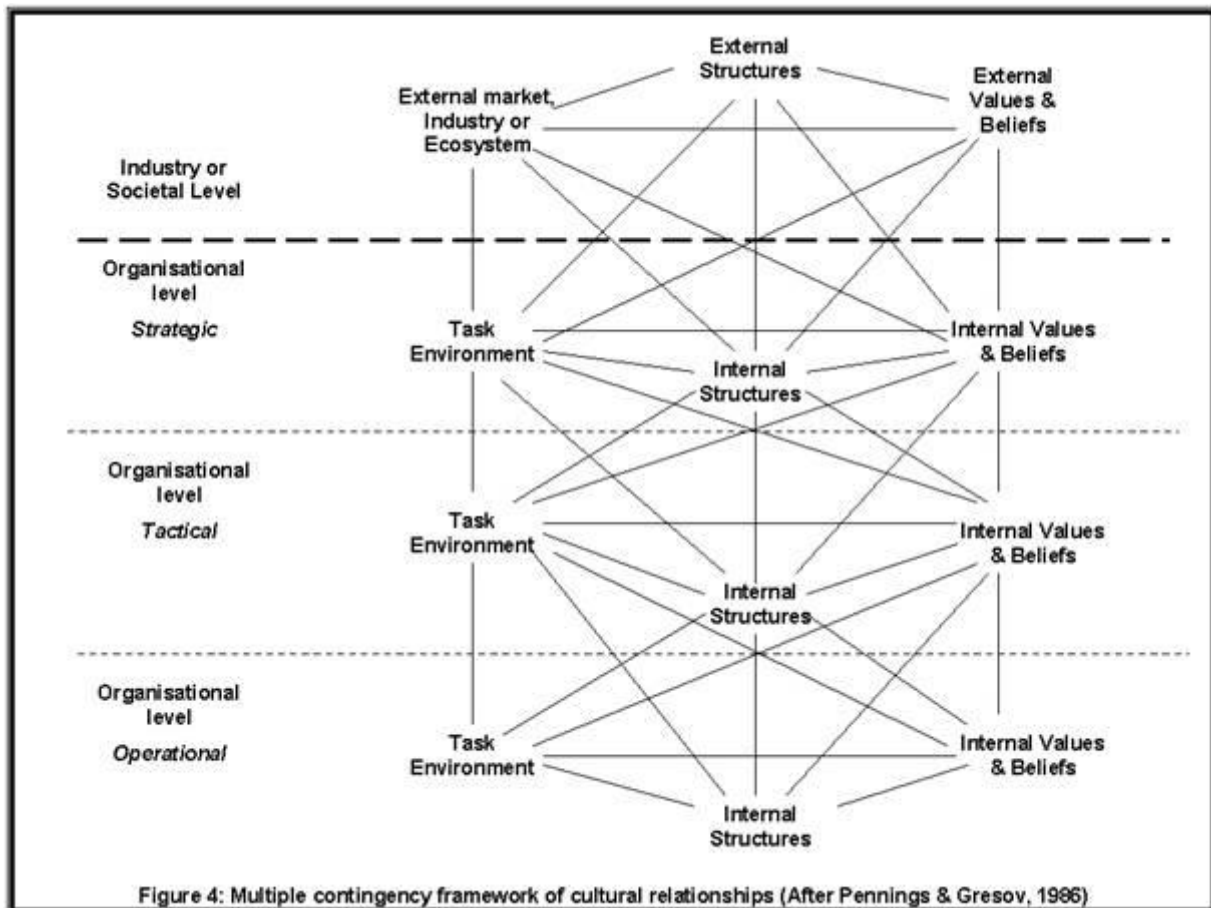 External
Structures
External
Values &
Beliefs
External market,
Industry or
Ecosystem
Industry or
Societal Level
Organisational
level
Strategic
Task
Environment
Internal Values
& Beliefs
Internal
Structures
Organisational
level
Tactical
Task
Environment
Internal Values
& Beliefs
Internal
Structures
Organisational
level
Operational
Task
Environment
Internal Values
& Beliefs
Internal
Structures
Figure 4: Multiple contingency framework of cultural relationships (After Pennings & Gresov, 1986)